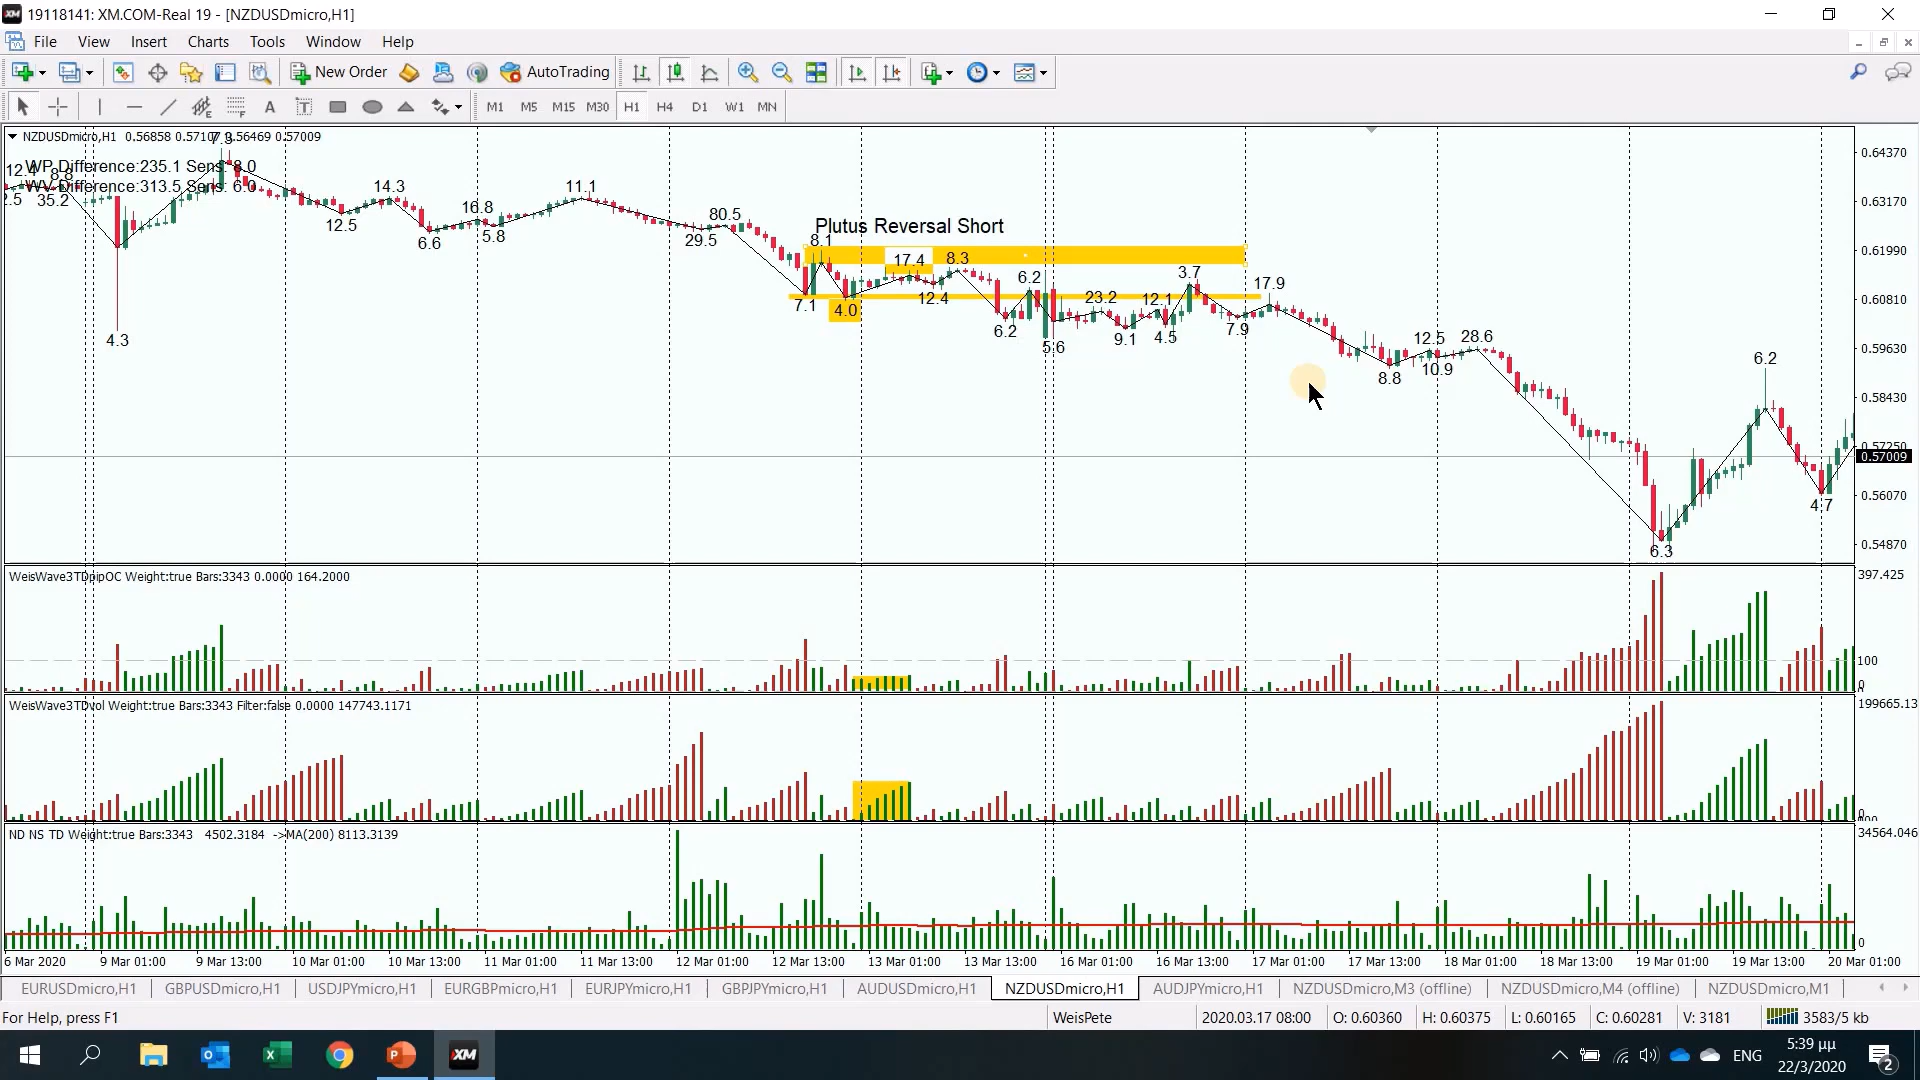 19118141: XM.COM-Real 19 - [NZDUSDmicro,H1]
File View Insert Charts Tools Window Help
New Order AutoTrading
A T M1 M5 M15 M30 H1 H4 D1 W1 MN
NZDUSDmicro,H1 0.56858 0.57107 0.56469 0.57009
WP Difference:235.1 Sens: 8.0
WV Difference:313.5 Sens: 6.0
Plutus Reversal Short
12.4 8.8 7.3 14.3 16.8 11.1 80.5 8.1 17.4 8.3 6.2 23.2 12.1 3.7 17.9 12.5 28.6 6.2
2.5 35.2 4.3 12.5 6.6 5.8 29.5 7.1 4.0 12.4 6.2 5.6 9.1 4.5 7.9 8.8 10.9 6.3 4.7
0.64370
0.63170
0.61990
0.60810
0.59630
0.58430
0.57250
0.57009
0.56070
0.54870
WeisWave3TDpipOC Weight:true Bars:3343 0.0000 164.2000
397.425
100
0
WeisWave3TDvol Weight:true Bars:3343 Filter:false 0.0000 147743.1171
199665.13
ND NS TD Weight:true Bars:3343 4502.3184 ->MA(200) 8113.3139
34564.046
0
6 Mar 2020 9 Mar 01:00 9 Mar 13:00 10 Mar 01:00 10 Mar 13:00 11 Mar 01:00 11 Mar 13:00 12 Mar 01:00 12 Mar 13:00 13 Mar 01:00 13 Mar 13:00 16 Mar 01:00 16 Mar 13:00 17 Mar 01:00 17 Mar 13:00 18 Mar 01:00 18 Mar 13:00 19 Mar 01:00 19 Mar 13:00 20 Mar 01:00
EURUSDmicro,H1 GBPUSDmicro,H1 USDJPYmicro,H1 EURGBPmicro,H1 EURJPYmicro,H1 GBPJPYmicro,H1 AUDUSDmicro,H1 NZDUSDmicro,H1 AUDJPYmicro,H1 NZDUSDmicro,M3 (offline) NZDUSDmicro,M4 (offline) NZDUSDmicro,M1
For Help, press F1 WeisPete 2020.03.17 08:00 O: 0.60360 H: 0.60375 L: 0.60165 C: 0.60281 V: 3181 3583/5 kb
XM ENG 5:39 μμ
22/3/2020
2